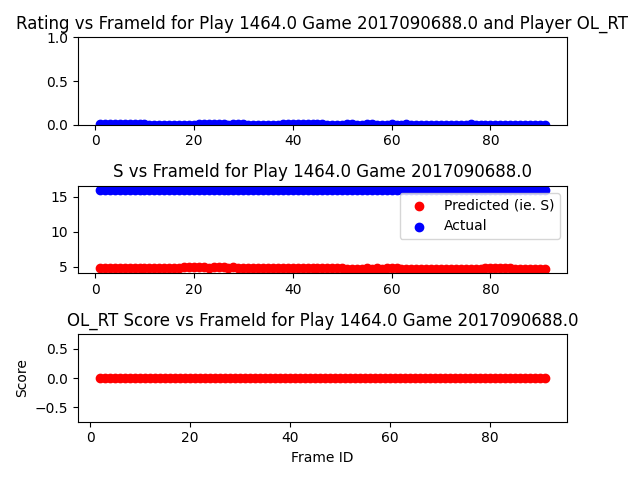 Rating vs FrameId for Play 1464.0 Game 2017090688.0 and Player OL_RT
1.0
0.5
0.0
0 20 40 60 80
S vs FrameId for Play 1464.0 Game 2017090688.0
15
10
5
Predicted (ie. S)
Actual
0 20 40 60 80
OL_RT Score vs FrameId for Play 1464.0 Game 2017090688.0
Score
0.5
0.0
−0.5
0 20 40 60 80
Frame ID